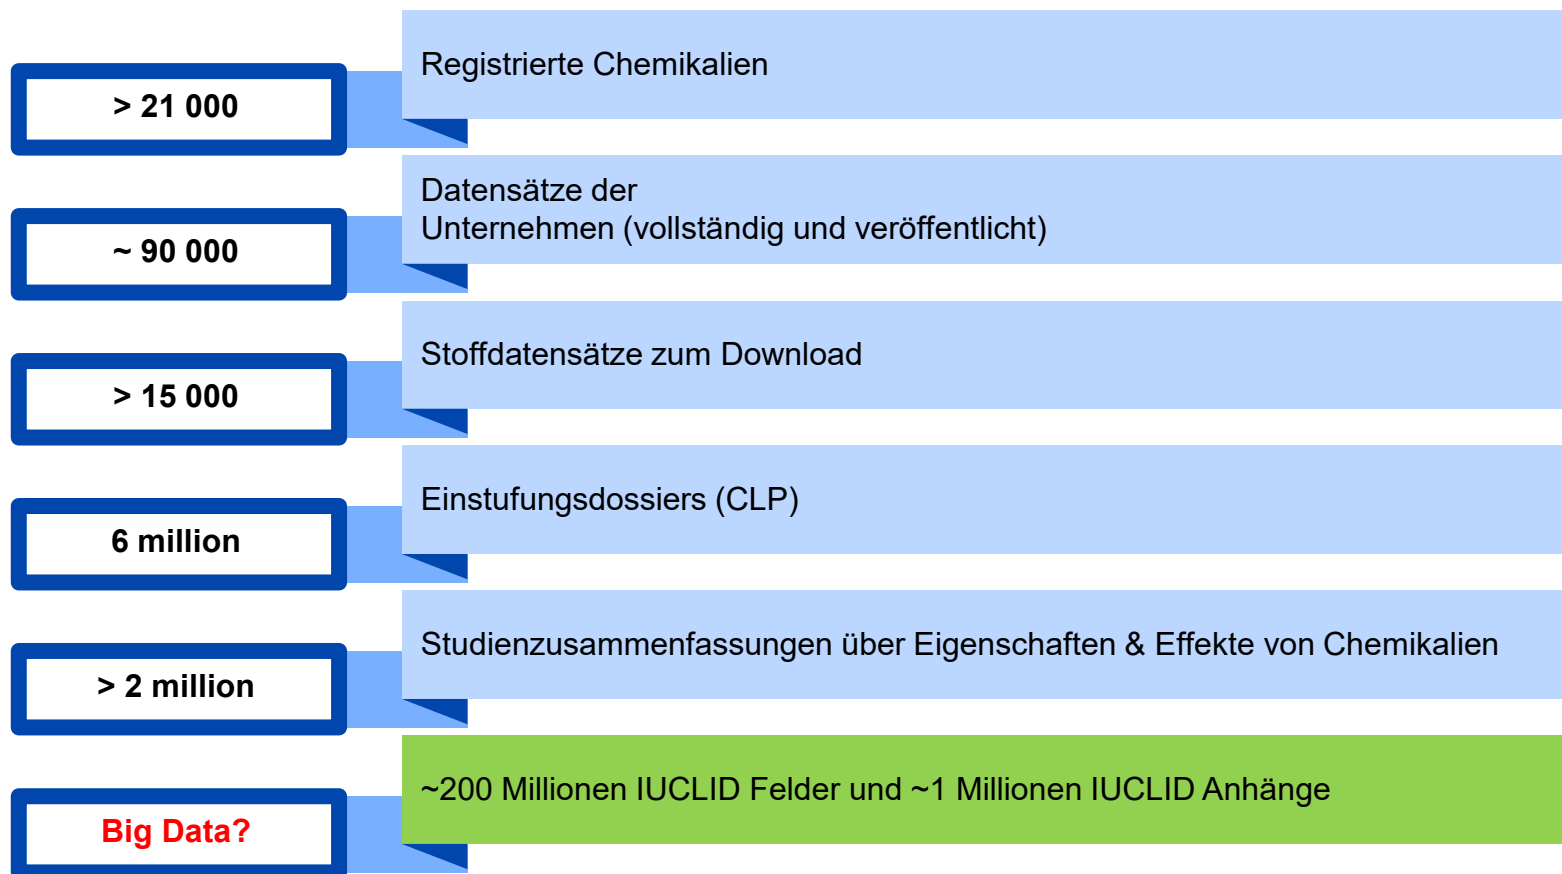 Registrierte Chemikalien
> 21 000
Datensätze der
Unternehmen (vollständig und veröffentlicht)
~ 90 000
Stoffdatensätze zum Download
> 15 000
Einstufungsdossiers (CLP)
6 million
Studienzusammenfassungen über Eigenschaften & Effekte von Chemikalien
> 2 million
~200 Millionen IUCLID Felder und ~1 Millionen IUCLID Anhänge
Big Data?